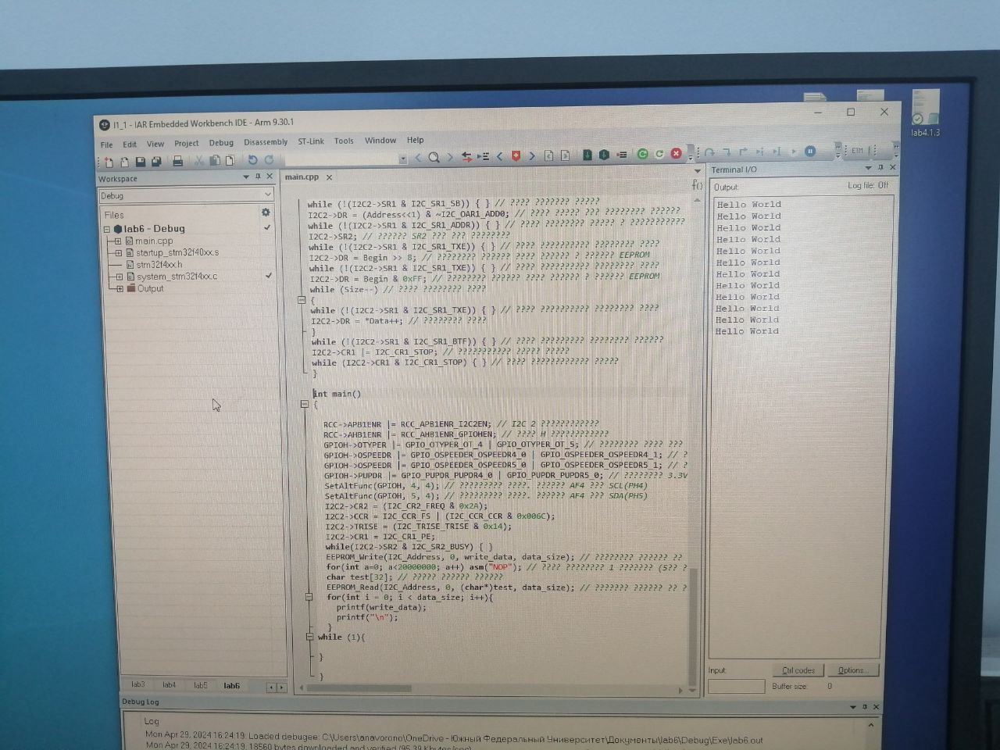 lab4.1.3
l1_1 - IAR Embedded Workbench IDE - Arm 9.30.1
File Edit View Project Debug Disassembly ST-Link Tools Window Help
Workspace
Debug
Files
lab6 - Debug
main.cpp
startup_stm32f40xx.s
stm32f4xx.h
system_stm32f4xx.c
Output
lab3 lab4 lab5 lab6
main.cpp
while (!(I2C2->SR1 & I2C_SR1_SB)) { } // ???? ??????? ?????
I2C2->DR = (Address<<1) & ~I2C_OAR1_ADD0; // ???? ????? ??? ???????? ??????
while (!(I2C2->SR1 & I2C_SR1_ADDR)) { } // ???? ???????? ????? ? ???????????
I2C2->SR2; // ?????? SR2 ??? ??? ????????
while (!(I2C2->SR1 & I2C_SR1_TXE)) { } // ???? ?????????? ???????? ????
I2C2->DR = Begin >> 8; // ???????? ??????? ???? ?????? ? ?????? EEPROM
while (!(I2C2->SR1 & I2C_SR1_TXE)) { } // ???? ?????????? ???????? ????
I2C2->DR = Begin & 0xFF; // ???????? ??????? ???? ?????? ? ?????? EEPROM
while (Size--) // ???? ???????? ????
{
while (!(I2C2->SR1 & I2C_SR1_TXE)) { } // ???? ?????????? ???????? ????
I2C2->DR = *Data++; // ???????? ????
}
while (!(I2C2->SR1 & I2C_SR1_BTF)) { } // ???? ????????? ???????? ??????
I2C2->CR1 |= I2C_CR1_STOP; // ??????????? ????? ?????
while (I2C2->CR1 & I2C_CR1_STOP) { } // ???? ???????????? ?????
}
int main()
{
RCC->APB1ENR |= RCC_APB1ENR_I2C2EN; // I2C 2 ????????????
RCC->AHB1ENR |= RCC_AHB1ENR_GPIOHEN; // ???? H ????????????
GPIOH->OTYPER |= GPIO_OTYPER_OT_4 | GPIO_OTYPER_OT_5; // ???????? ???? ???
GPIOH->OSPEEDR |= GPIO_OSPEEDER_OSPEEDR4_0 | GPIO_OSPEEDER_OSPEEDR4_1; // ?
GPIOH->OSPEEDR |= GPIO_OSPEEDER_OSPEEDR5_0 | GPIO_OSPEEDER_OSPEEDR5_1; // ?
GPIOH->PUPDR |= GPIO_PUPDR_PUPDR4_0 | GPIO_PUPDR_PUPDR5_0; // ???????? 3.3V
SetAltFunc(GPIOH, 4, 4); // ????????? ????. ?????? AF4 ??? SCL(PH4)
SetAltFunc(GPIOH, 5, 4); // ????????? ????. ?????? AF4 ??? SDA(PH5)
I2C2->CR2 = (I2C_CR2_FREQ & 0x2A);
I2C2->CCR = I2C_CCR_FS | (I2C_CCR_CCR & 0x006C);
I2C2->TRISE = (I2C_TRISE_TRISE & 0x14);
I2C2->CR1 = I2C_CR1_PE;
while(I2C2->SR2 & I2C_SR2_BUSY) { }
EEPROM_Write(I2C_Address, 0, write_data, data_size); // ???????? ?????? ??
for(int a=0; a<20000000; a++) asm("NOP"); // ???? ???????? 1 ??????? (5?? ?
char test[32]; // ????? ?????? ??????
EEPROM_Read(I2C_Address, 0, (char*)test, data_size); // ??????? ?????? ?? ?
for(int i = 0; i < data_size; i++){
printf(write_data);
printf("\n");
}
while (1){
}
}
Terminal I/O
Output: Log file: Off
Hello World
Hello World
Hello World
Hello World
Hello World
Hello World
Hello World
Hello World
Hello World
Hello World
Hello World
Hello World
Input: Ctrl codes Options...
Buffer size: 0
Debug Log
Log
Mon Apr 29, 2024 16:24:19: Loaded debugee: C:\Users\anavorono\OneDrive - Южный Федеральный Университет\Документы\lab6\Debug\Exe\lab6.out
Mon Apr 29, 2024 16:24:19: 18560 bytes downloaded and verified (95.39 Kbytes/sec)